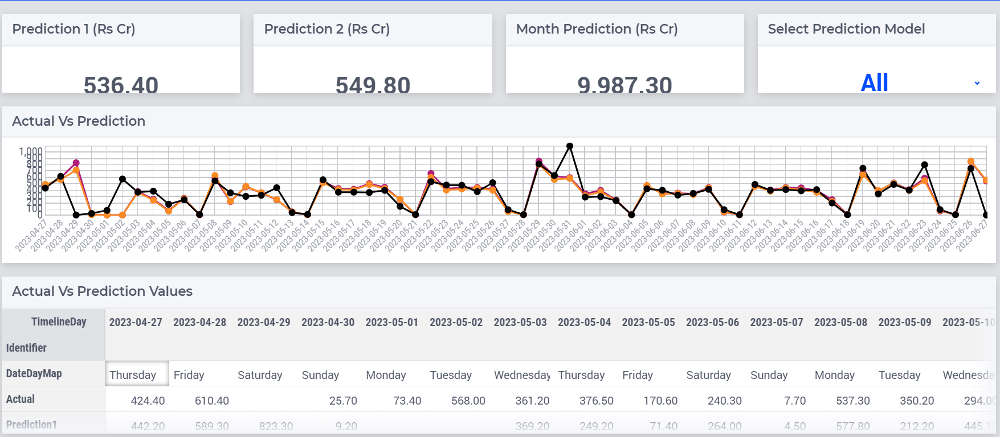 Prediction 1 (Rs Cr)
Prediction 2 (Rs Cr)
Month Prediction (Rs Cr)
Select Prediction Model
536.40
549.80
9,987.30
All
Actual Vs Prediction
1,000
900
800
700
600
500
400
300
200
100
0
2023-04-27 2023-04-28 2023-04-29 2023-04-30 2023-05-01 2023-05-02 2023-05-03 2023-05-04 2023-05-05 2023-05-06 2023-05-07 2023-05-08 2023-05-09 2023-05-10 2023-05-11 2023-05-12 2023-05-13 2023-05-14 2023-05-15 2023-05-16 2023-05-17 2023-05-18 2023-05-19 2023-05-20 2023-05-21 2023-05-22 2023-05-23 2023-05-24 2023-05-25 2023-05-26 2023-05-27 2023-05-28 2023-05-29 2023-05-30 2023-05-31 2023-06-01 2023-06-02 2023-06-03 2023-06-04 2023-06-05 2023-06-06 2023-06-07 2023-06-08 2023-06-09 2023-06-10 2023-06-11 2023-06-12 2023-06-13 2023-06-14 2023-06-15 2023-06-16 2023-06-17 2023-06-18 2023-06-19 2023-06-20 2023-06-21 2023-06-22 2023-06-23 2023-06-24 2023-06-25 2023-06-26 2023-06-27
Actual Vs Prediction Values
TimelineDay 2023-04-27 2023-04-28 2023-04-29 2023-04-30 2023-05-01 2023-05-02 2023-05-03 2023-05-04 2023-05-05 2023-05-06 2023-05-07 2023-05-08 2023-05-09 2023-05-10
Identifier
DateDayMap Thursday Friday Saturday Sunday Monday Tuesday Wednesday Thursday Friday Saturday Sunday Monday Tuesday Wednesda
Actual 424.40 610.40 25.70 73.40 568.00 361.20 376.50 170.60 240.30 7.70 537.30 350.20 294.00
Prediction1 442.20 589.30 823.30 9.20 369.20 249.20 71.40 264.00 4.50 577.80 212.20 445.10